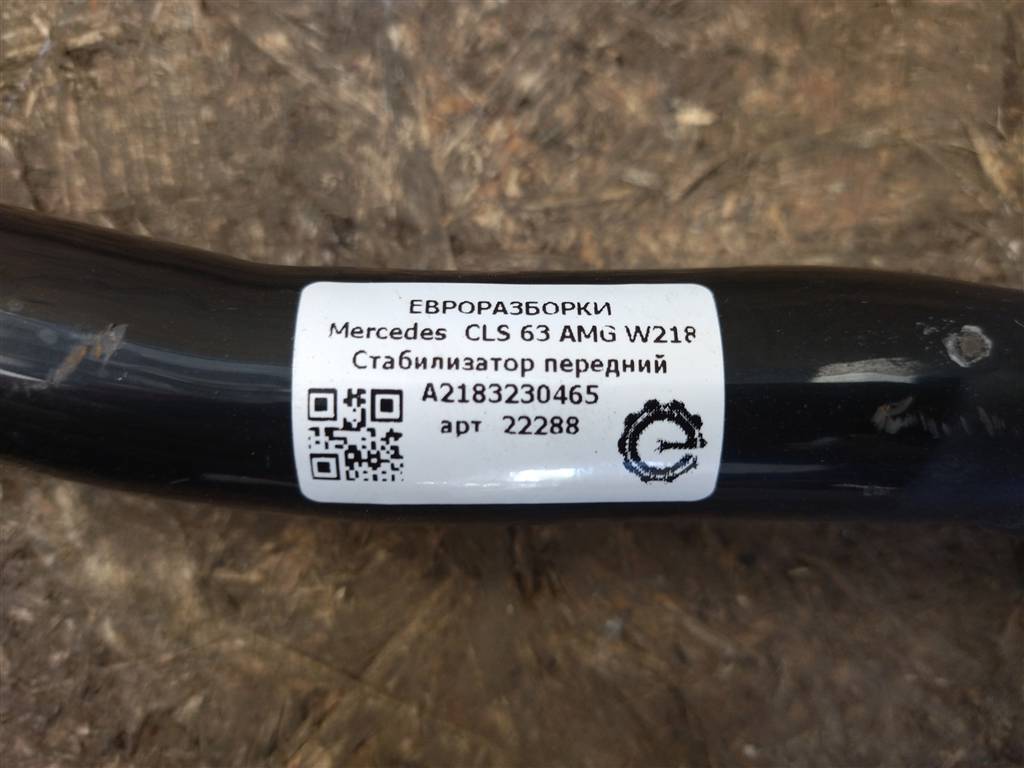 ЕВРОРАЗБОРКИ
Mercedes CLS 63 AMG W218
Стабилизатор передний
A2183230465
арт 22288